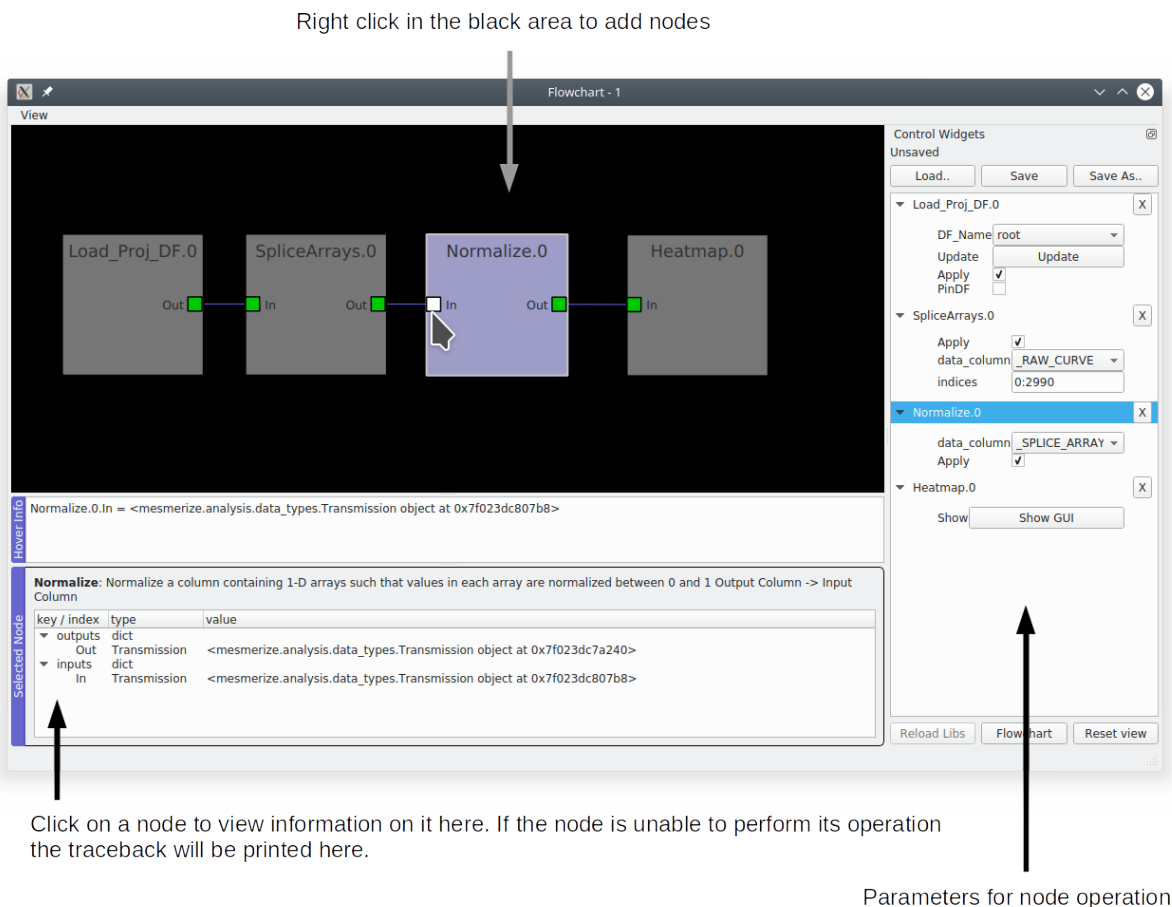 Right click in the black area to add nodes
Flowchart - 1
View
Load_Proj_DF.0
Out
SpliceArrays.0
In
Out
Normalize.0
In
Out
Heatmap.0
In
Control Widgets
Unsaved
Load..
Save
Save As..
Load_Proj_DF.0
X
DF_Name
root
Update
Update
Apply
PinDF
SpliceArrays.0
X
Apply
data_column
_RAW_CURVE
indices
0:2990
Normalize.0
X
data_column
_SPLICE_ARRAY
Apply
Heatmap.0
X
Show
Show GUI
Reload Libs
Flowchart
Reset view
Hover Info
Normalize.0.In = <mesmerize.analysis.data_types.Transmission object at 0x7f023dc807b8>
Selected Node
Normalize: Normalize a column containing 1-D arrays such that values in each array are normalized between 0 and 1 Output Column -> Input
Column
key / index type value
outputs dict
Out Transmission <mesmerize.analysis.data_types.Transmission object at 0x7f023dc7a240>
inputs dict
In Transmission <mesmerize.analysis.data_types.Transmission object at 0x7f023dc807b8>
Click on a node to view information on it here. If the node is unable to perform its operation
the traceback will be printed here.
Parameters for node operation